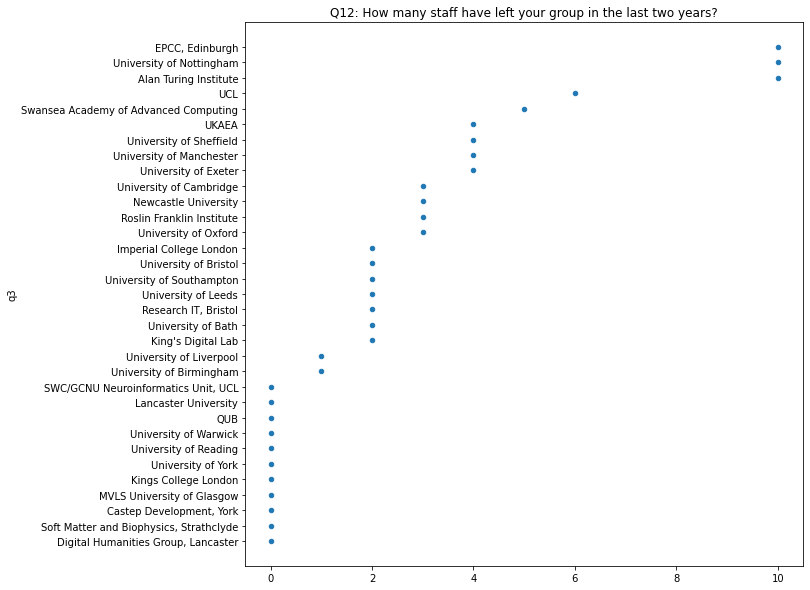 Q12: How many staff have left your group in the last two years?
EPCC, Edinburgh
University of Nottingham
Alan Turing Institute
UCL
Swansea Academy of Advanced Computing
UKAEA
University of Sheffield
University of Manchester
University of Exeter
University of Cambridge
Newcastle University
Roslin Franklin Institute
University of Oxford
Imperial College London
University of Bristol
University of Southampton
University of Leeds
Research IT, Bristol
University of Bath
King's Digital Lab
University of Liverpool
University of Birmingham
SWC/GCNU Neuroinformatics Unit, UCL
Lancaster University
QUB
University of Warwick
University of Reading
University of York
Kings College London
MVLS University of Glasgow
Castep Development, York
Soft Matter and Biophysics, Strathclyde
Digital Humanities Group, Lancaster
q3
0 2 4 6 8 10